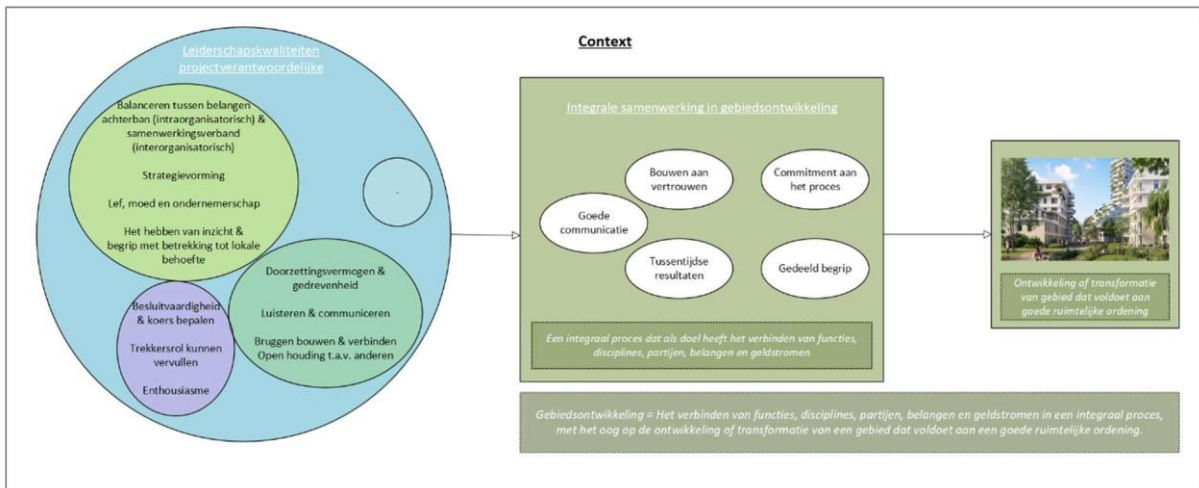 Context
Leiderschapskwaliteiten
projectverantwoordelijke
Balanceren tussen belangen
achterban (intraorganisatorisch) &
samenwerkingsverband
(interorganisatorisch)
Strategievorming
Lef, moed en ondernemerschap
Het hebben van inzicht &
begrip met betrekking tot lokale
behoefte
Doorzettingsvermogen &
gedrevenheid
Luisteren & communiceren
Bruggen bouwen & verbinden
Open houding t.a.v. anderen
Besluitvaardigheid
& koers bepalen
Trekkersrol kunnen
vervullen
Enthousiasme
Integrale samenwerking in gebiedsontwikkeling
Bouwen aan
vertrouwen
Commitment aan
het proces
Goede
communicatie
Tussentijdse
resultaten
Gedeeld begrip
Een integraal proces dat als doel heeft het verbinden van functies,
disciplines, partijen, belangen en geldstromen
Ontwikkeling of transformatie
van gebied dat voldoet aan
goede ruimtelijke ordening
Gebiedsontwikkeling = Het verbinden van functies, disciplines, partijen, belangen en geldstromen in een integraal proces,
met het oog op de ontwikkeling of transformatie van een gebied dat voldoet aan een goede ruimtelijke ordening.